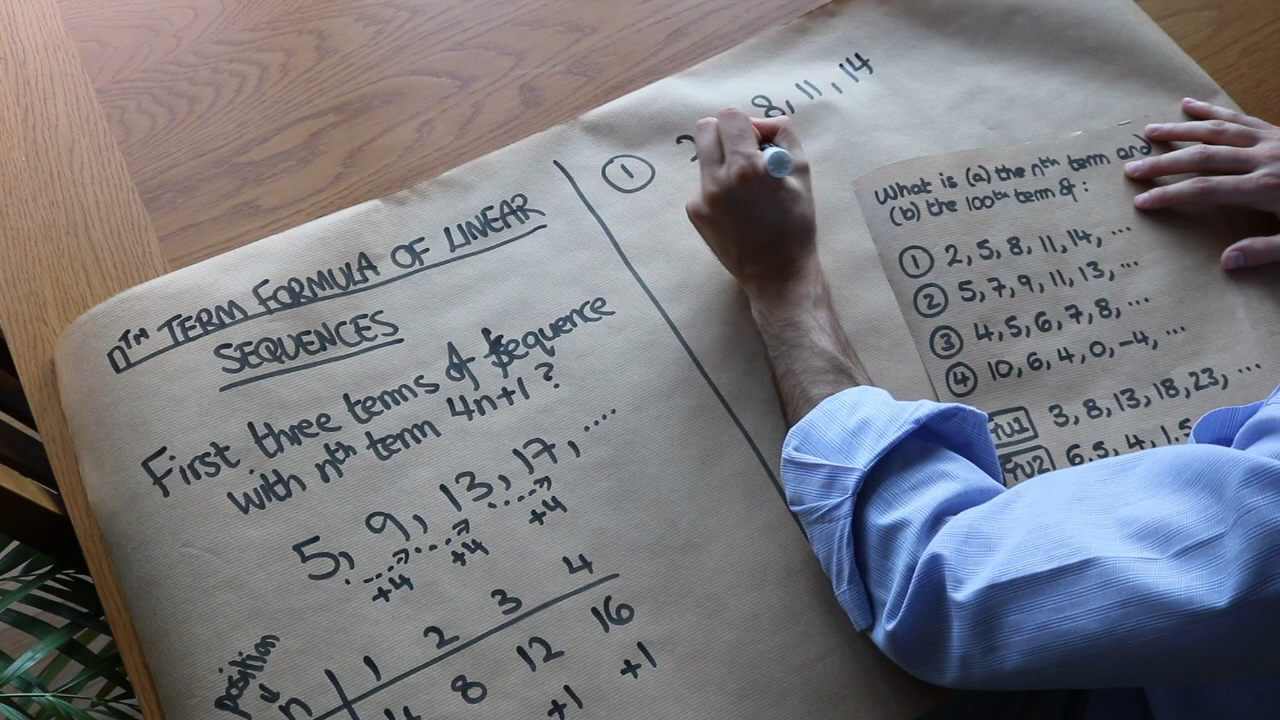 nTH TERM FORMULA OF LINEAR
SEQUENCES
First three terms of sequence
with nth term 4n+1 ?
5, 9, 13, 17, ....
+4 +4 +4
position
n 1 2 3 4
4 8 12 16
+1 +1
① 2 8, 11, 14
What is (a) the nth term and
(b) the 100th term of:
① 2, 5, 8, 11, 14, ...
② 5, 7, 9, 11, 13, ...
③ 4, 5, 6, 7, 8, ...
④ 10, 6, 4, 0, -4, ...
3, 8, 13, 18, 23, ...
6.5, 4, 1.5